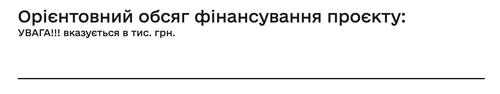 Орієнтовний обсяг фінансування проєкту:
УВАГА!!! вказується в тис. грн.